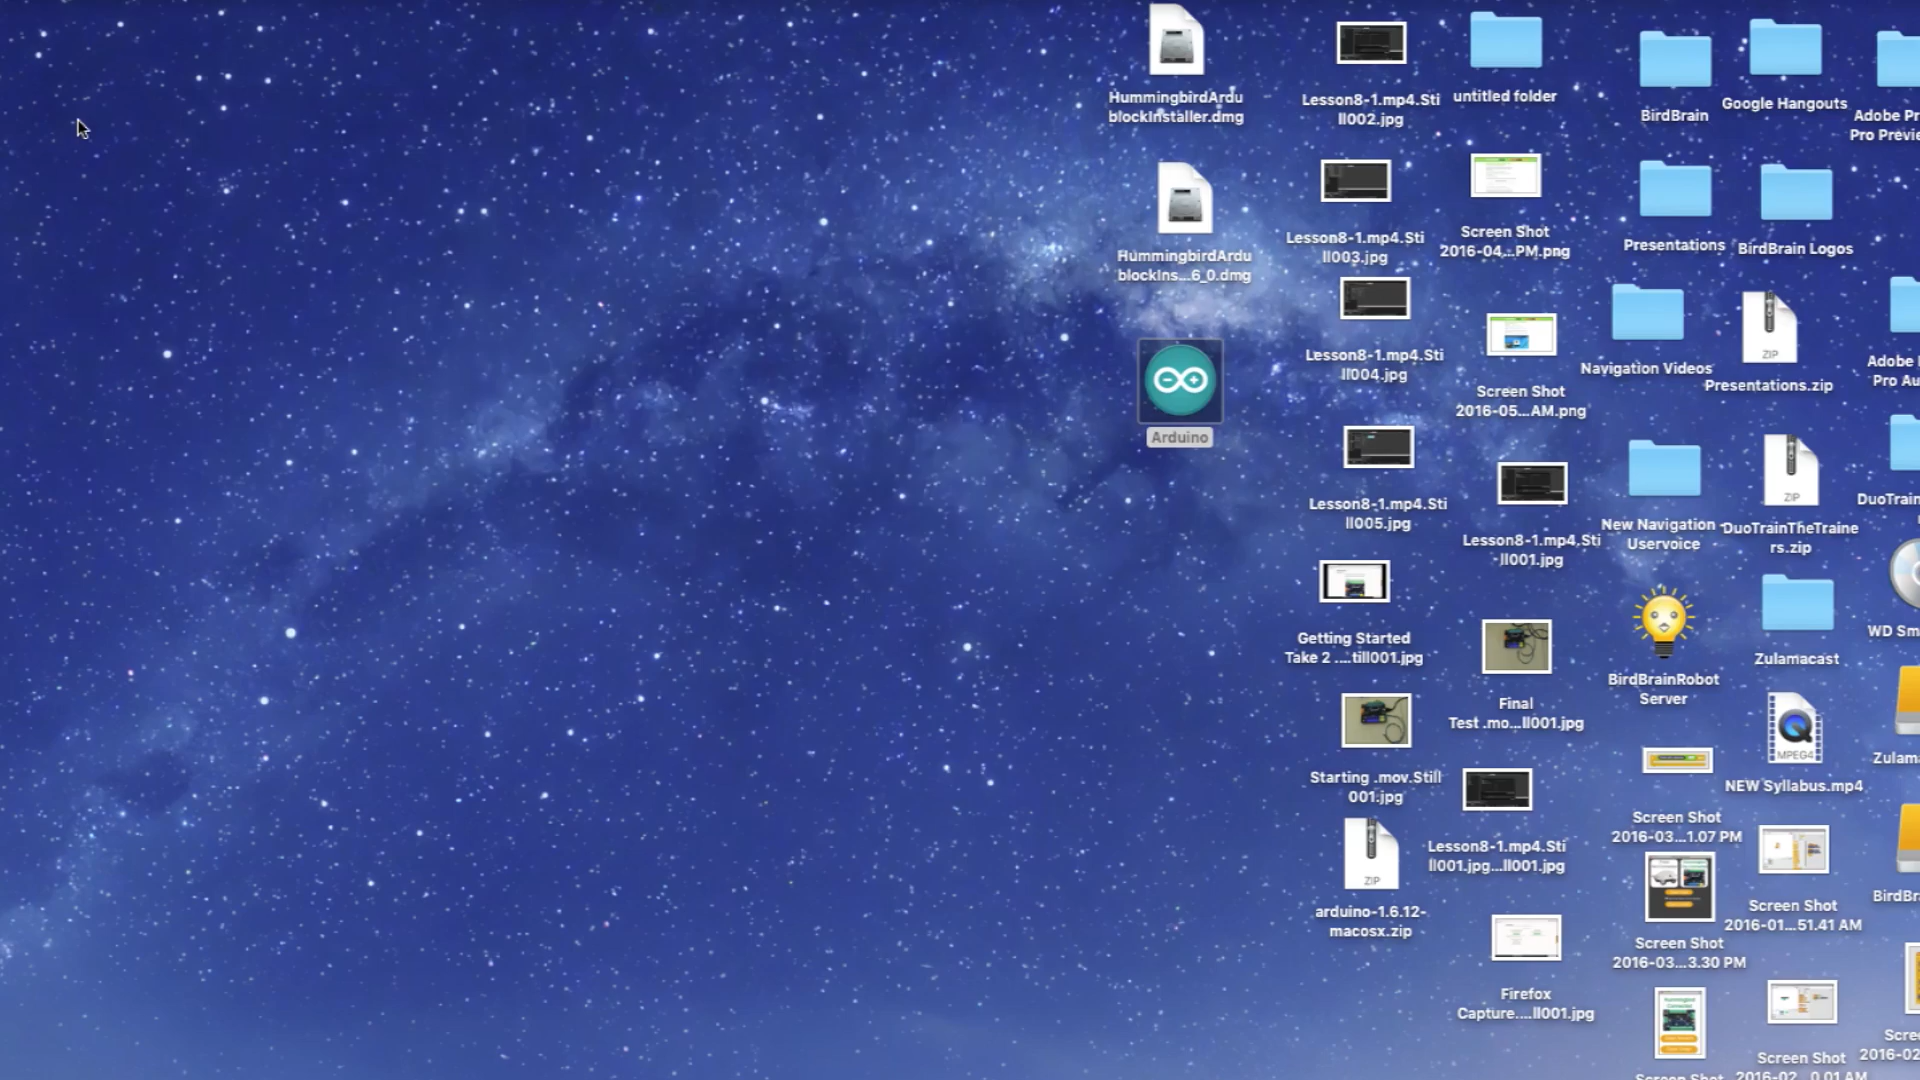 HummingbirdArdu
blockInstaller.dmg
HummingbirdArdu
blockIns...6_0.dmg
Arduino
Lesson8-1.mp4.Sti
ll002.jpg
Lesson8-1.mp4.Sti
ll003.jpg
Lesson8-1.mp4.Sti
ll004.jpg
Lesson8-1.mp4.Sti
ll005.jpg
Getting Started
Take 2 ....till001.jpg
Starting .mov.Still
001.jpg
ZIP
arduino-1.6.12-
macosx.zip
untitled folder
Screen Shot
2016-04...PM.png
Screen Shot
2016-05...AM.png
Lesson8-1.mp4.Sti
ll001.jpg
Final
Test .mo...ll001.jpg
Lesson8-1.mp4.Sti
ll001.jpg...ll001.jpg
Firefox
Capture....ll001.jpg
BirdBrain
Presentations
Navigation Videos
New Navigation -
Uservoice
BirdBrainRobot
Server
Screen Shot
2016-03...1.07 PM
Screen Shot
2016-03...3.30 PM
Screen Shot
Google Hangouts
BirdBrain Logos
ZIP
Presentations.zip
ZIP
DuoTrainTheTraine
rs.zip
Zulamacast
MPEG4
NEW Syllabus.mp4
Screen Shot
2016-01...51.41 AM
Screen Shot
2016-02...0.01 AM
Adobe Pr
Pro Previe
Adobe
Pro Au
DuoTrain
WD Sm
Zulam
BirdBr
Scre
2016-02